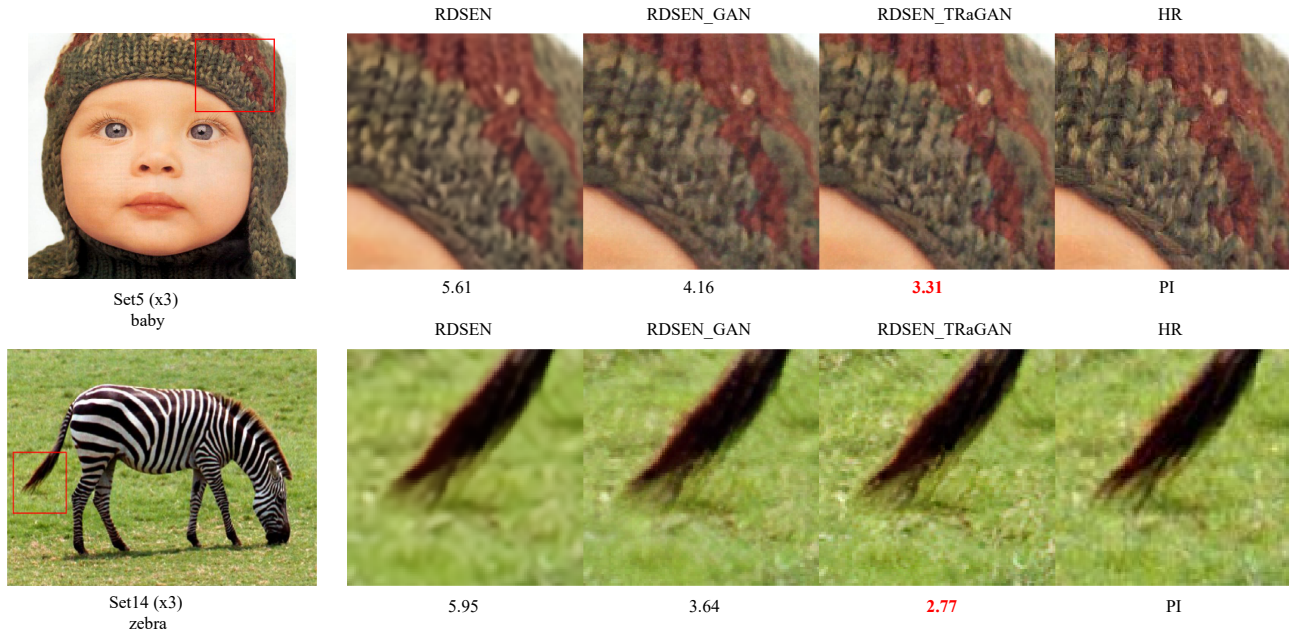 RDSEN RDSEN_GAN RDSEN_TRaGAN HR
5.61 4.16 3.31 PI
Set5 (x3)
baby
RDSEN RDSEN_GAN RDSEN_TRaGAN HR
5.95 3.64 2.77 PI
Set14 (x3)
zebra